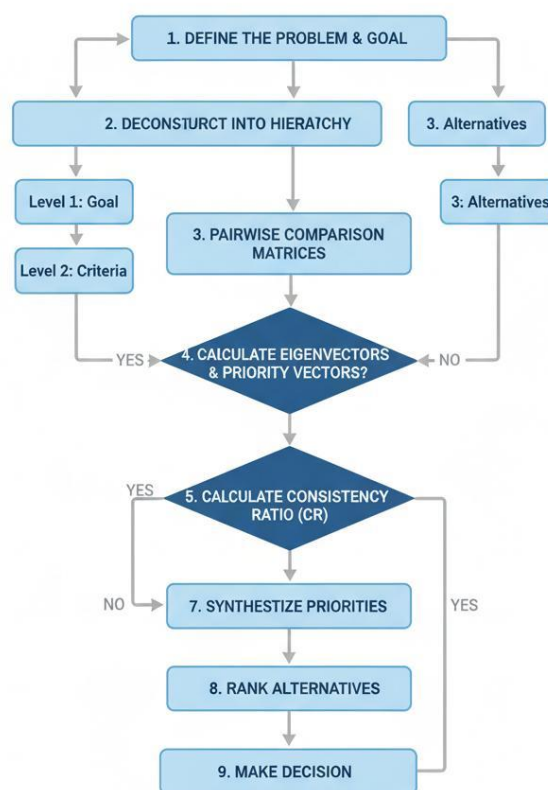 1. DEFINE THE PROBLEM & GOAL
2. DECONSTURCT INTO HIERAICHY
3. Alternatives
Level 1: Goal
3: Alternatives
3. PAIRWISE COMPARISON
MATRICES
Level 2: Criteria
YES
4. CALCULATE EIGENVECTORS
& PRIORITY VECTORS?
NO
YES
5. CALCULATE CONSISTENCY
RATIO (CR)
NO
7. SYNTHESTIZE PRIORITIES
YES
8. RANK ALTERNATIVES
9. MAKE DECISION